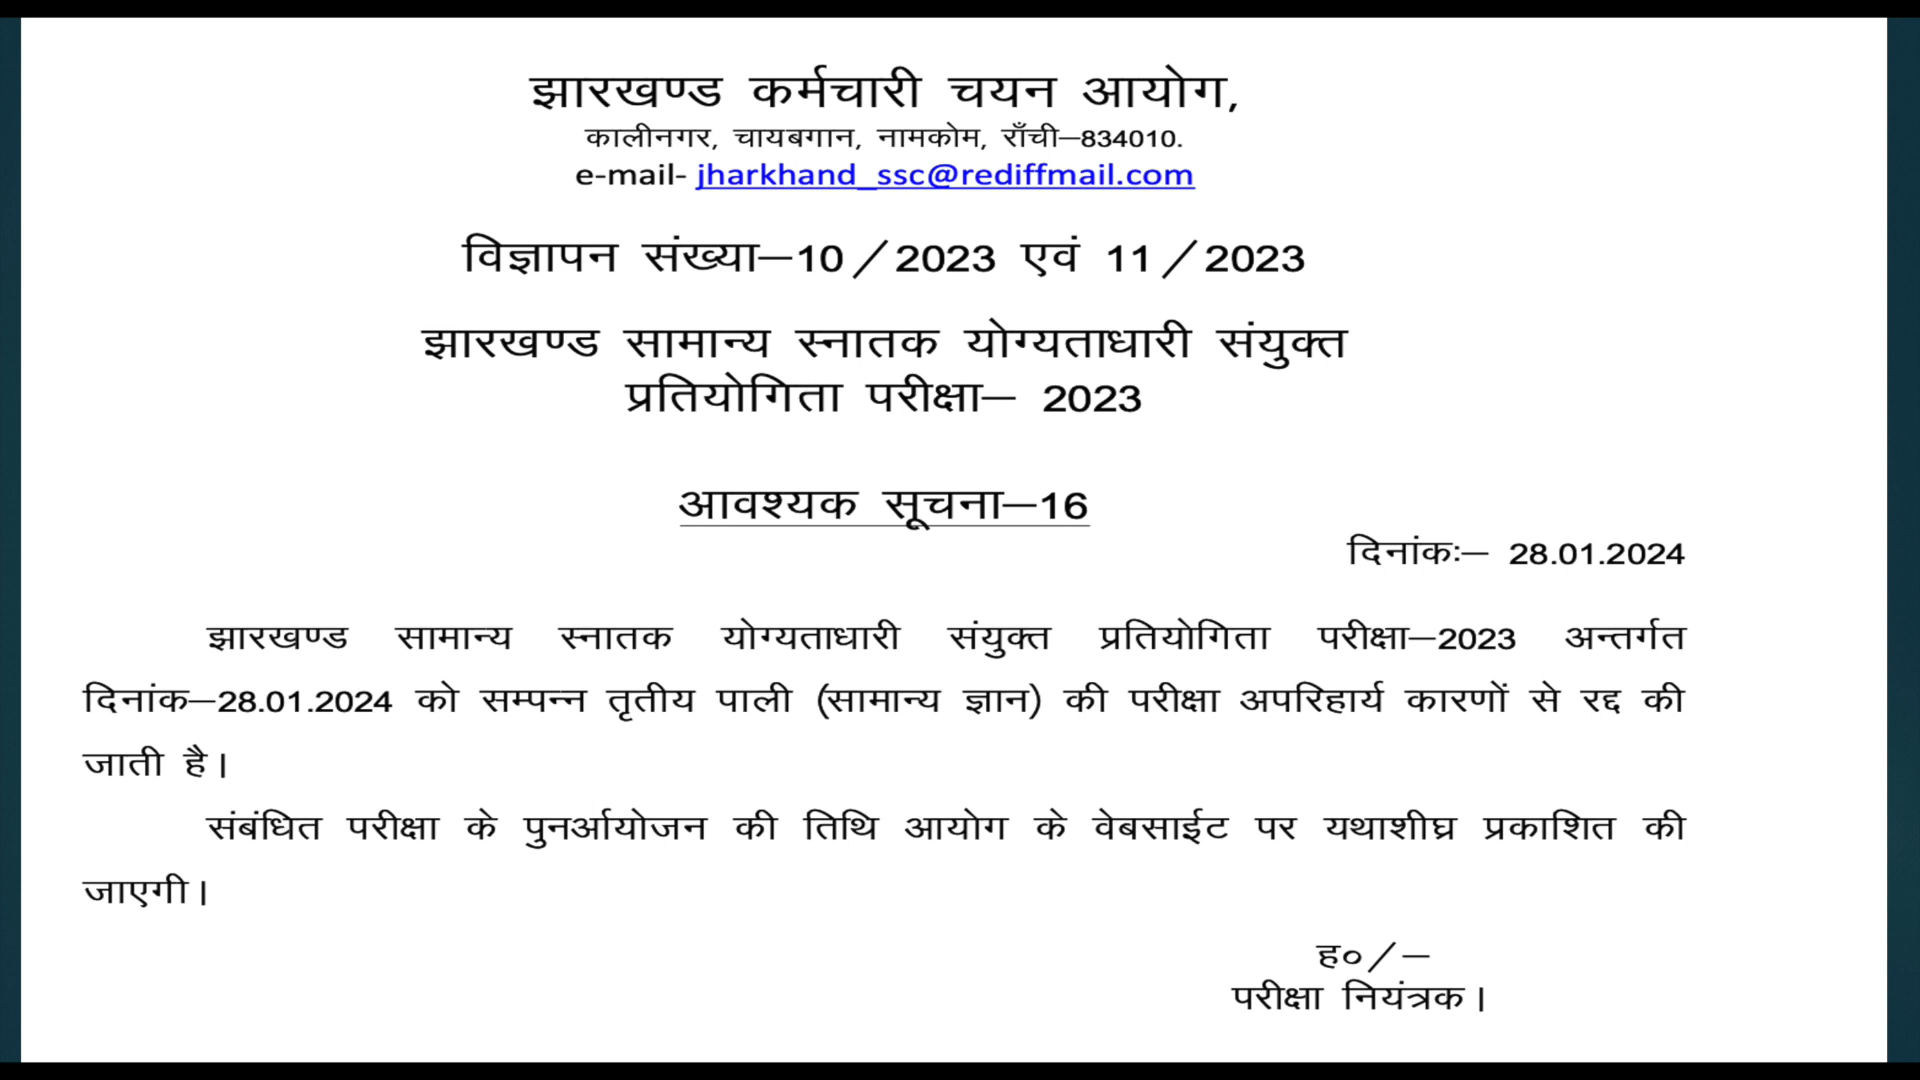 झारखण्ड कर्मचारी चयन आयोग,
कालीनगर, चायबगान, नामकोम, राँची–834010.
e-mail- jharkhand_ssc@rediffmail.com
विज्ञापन संख्या–10/2023 एवं 11/2023
झारखण्ड सामान्य स्नातक योग्यताधारी संयुक्त
प्रतियोगिता परीक्षा– 2023
आवश्यक सूचना–16
दिनांकः– 28.01.2024
झारखण्ड सामान्य स्नातक योग्यताधारी संयुक्त प्रतियोगिता परीक्षा–2023 अन्तर्गत
दिनांक–28.01.2024 को सम्पन्न तृतीय पाली (सामान्य ज्ञान) की परीक्षा अपरिहार्य कारणों से रद्द की
जाती है।
संबंधित परीक्षा के पुनर्आयोजन की तिथि आयोग के वेबसाईट पर यथाशीघ्र प्रकाशित की
जाएगी।
ह०/–
परीक्षा नियंत्रक।